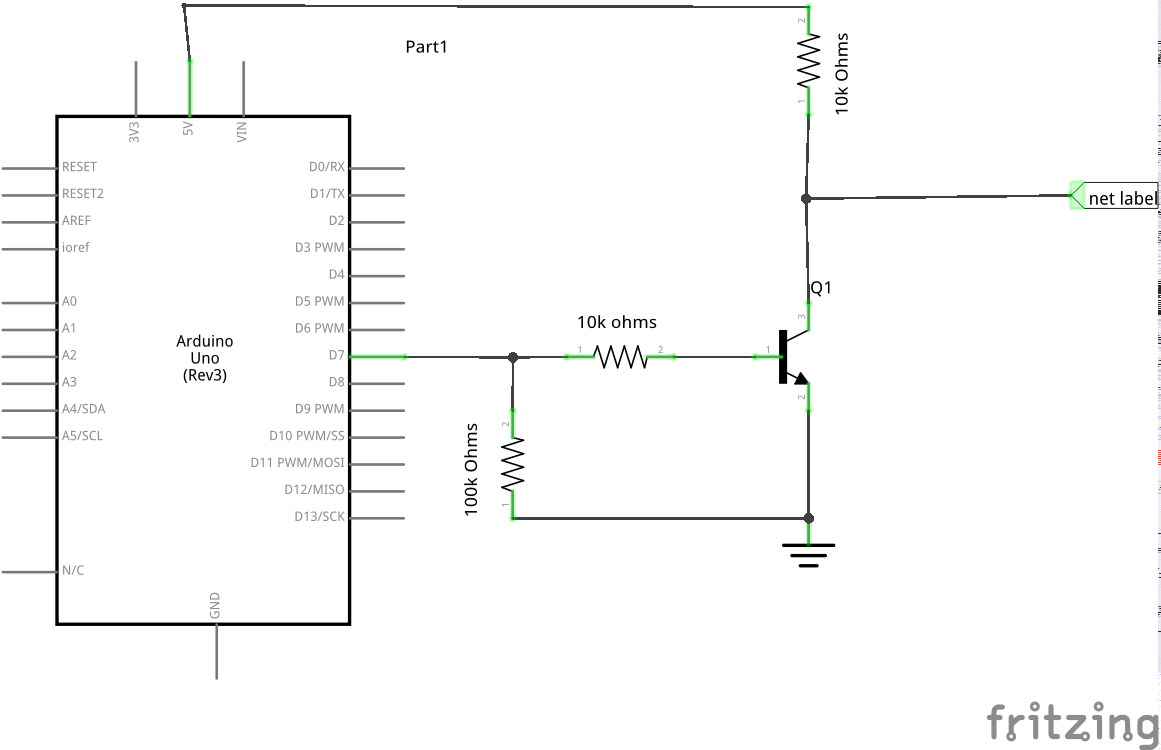 Part1
10k Ohms
2
1
3V3
5V
VIN
RESET
RESET2
AREF
ioref
A0
A1
A2
A3
A4/SDA
A5/SCL
N/C
Arduino
Uno
(Rev3)
D0/RX
D1/TX
D2
D3 PWM
D4
D5 PWM
D6 PWM
D7
D8
D9 PWM
D10 PWM/SS
D11 PWM/MOSI
D12/MISO
D13/SCK
GND
net label
Q1
3
1
2
10k ohms
1
2
100k Ohms
2
1
fritzing